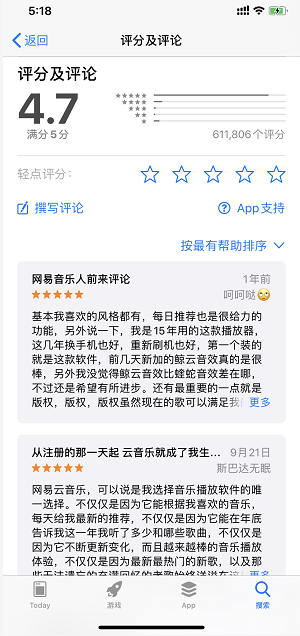 5:18
返回
评分及评论
评分及评论
4.7
满分 5 分
611,806 个评分
轻点评分:
撰写评论
App 支持
按最有帮助排序
网易音乐人前来评论
1年前
呵呵哒🙄
基本我喜欢的风格都有，每日推荐也是很给力的
功能，另外说一下，我是15年用的这款播放器，
这几年换手机也好，重新刷机也好，第一个装的
就是这款软件，前几天新加的鲸云音效真的是很
棒，另外我没觉得鲸云音效比蝰蛇音效差在哪，
不过还是希望有所进步。还有最重要的一点就是
版权，版权，版权虽然现在的歌可以满足我
更多
从注册的那一天起 云音乐就成了我生...
9月21日
斯巴达无眠
网易云音乐，可以说是我选择音乐播放软件的唯
一选择。不仅仅是因为它能根据我喜欢的音乐，
每天给我最新的推荐，不仅仅是因为它能在年底
告诉我这一年我听了多少和哪些歌曲，不仅仅是
因为它不断更新变化，而且越来越棒的音乐播放
体验，不仅仅是因为最新最热门的新歌，以及那
Today
游戏
App
搜索